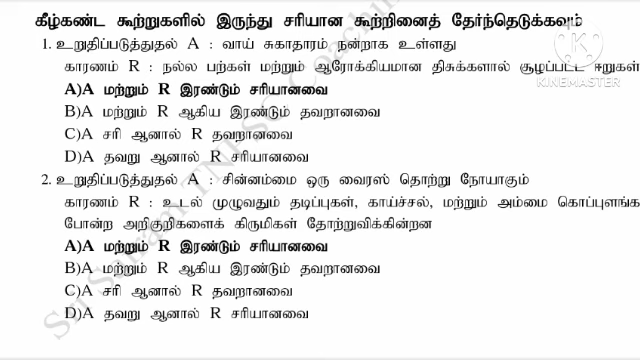 கீழ்கண்ட கூற்றுகளில் இருந்து சரியான கூற்றினைத் தேர்ந்தெடுக்கவும்
1. உறுதிப்படுத்துதல் A : வாய் சுகாதாரம் நன்றாக உள்ளது
காரணம் R : நல்ல பற்கள் மற்றும் ஆரோக்கியமான திசுக்களால் சூழப்பட்ட ஈறுகள்
A)A மற்றும் R இரண்டும் சரியானவை
B)A மற்றும் R ஆகிய இரண்டும் தவறானவை
C)A சரி ஆனால் R தவறானவை
D)A தவறு ஆனால் R சரியானவை
2. உறுதிப்படுத்துதல் A : சின்னம்மை ஒரு வைரஸ் தொற்று நோயாகும்
காரணம் R : உடல் முழுவதும் தடிப்புகள், காய்ச்சல், மற்றும் அம்மை கொப்புளங்க
போன்ற அறிகுறிகளைக் கிருமிகள் தோற்றுவிக்கின்றன
A)A மற்றும் R இரண்டும் சரியானவை
B)A மற்றும் R ஆகிய இரண்டும் தவறானவை
C)A சரி ஆனால் R தவறானவை
D)A தவறு ஆனால் R சரியானவை
KINEMASTER